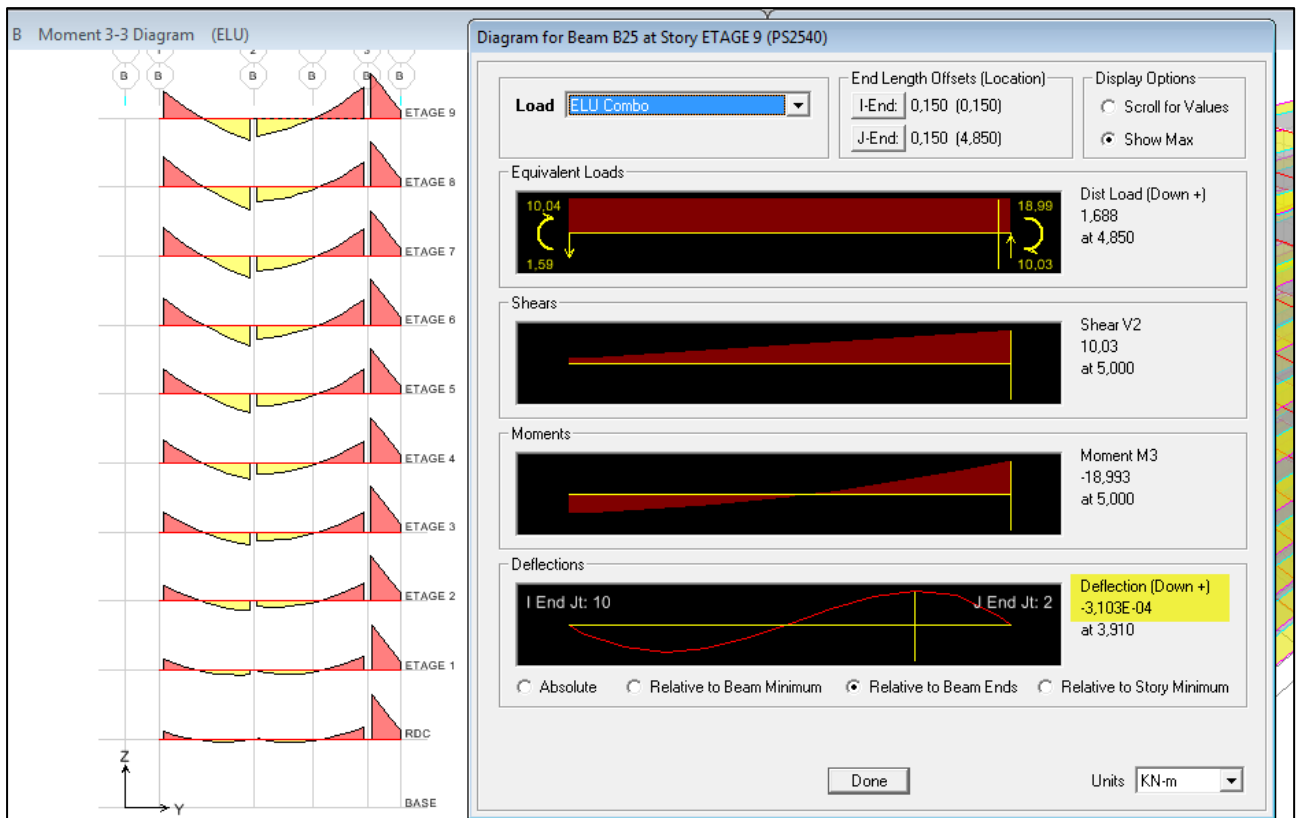 B Moment 3-3 Diagram (ELU)
1 2 3
B B B B B B
ETAGE 9
ETAGE 8
ETAGE 7
ETAGE 6
ETAGE 5
ETAGE 4
ETAGE 3
ETAGE 2
ETAGE 1
RDC
BASE
Z
Y
Diagram for Beam B25 at Story ETAGE 9 (PS2540)
Load ELU Combo
End Length Offsets (Location)
I-End: 0,150 (0,150)
J-End: 0,150 (4,850)
Display Options
Scroll for Values
Show Max
Equivalent Loads
10,04 18,99
1,59 10,03
Dist Load (Down +)
1,688
at 4,850
Shears
Shear V2
10,03
at 5,000
Moments
Moment M3
-18,993
at 5,000
Deflections
I End Jt: 10 J End Jt: 2
Deflection (Down +)
-3,103E-04
at 3,910
Absolute Relative to Beam Minimum Relative to Beam Ends Relative to Story Minimum
Done
Units KN-m